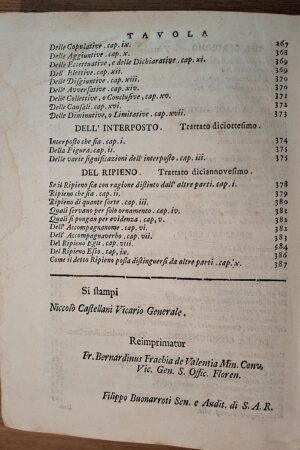 TAVOLA
Delle Copulative. cap. ix. 267
Delle Aggiuntive. cap. x. 368
Delle Eccettuative, e delle Dichiarative. cap. xi. 369
Dell' Elettive. cap. xii. 369
Delle Disgiuntive. cap. xiii. 370
Dell' Avversative. cap. xiv. 371
Delle Collettive, o Conclusive, cap. xv. 372
Delle Causali. cap. xvi. 373
Delle Diminutive, o Limitative. cap. xvii. 373
DELL' INTERPOSTO. Trattato diciottesimo.
Interposto che sia. cap. i. 374
Della Figura. cap. ii. 375
Delle varie significazioni dell' interposto. cap. iii. 375
DEL RIPIENO. Trattato diciannovesimo.
Se il Ripieno sia con ragione distinto dall' altre parti. cap. i. 378
Ripieno che sia. cap. ii. 379
Ripieno di quante sorte. cap. iii. 379
Quali servano per solo ornamento. cap. iv. 381
Quali si pongan per evidenza. cap. v. 381
Dell' Accompagnanome. cap. vi. 381
Dell' Accompagnaverbo. cap. vii. 383
Del Ripieno Egli. cap. viii. 384
Del Ripieno Esso. cap. ix. 386
Come il detto Ripieno possa distinguersi da altre parti. cap. x. 387
Si stampi
Niccolò Castellani Vicario Generale.
Reimprimatur
Fr. Bernardinus Frachia de Valentia Min. Conv.
Vic. Gen. S. Offic. Floren.
Filippo Buonarroti Sen. e Audit. di S. A. R.